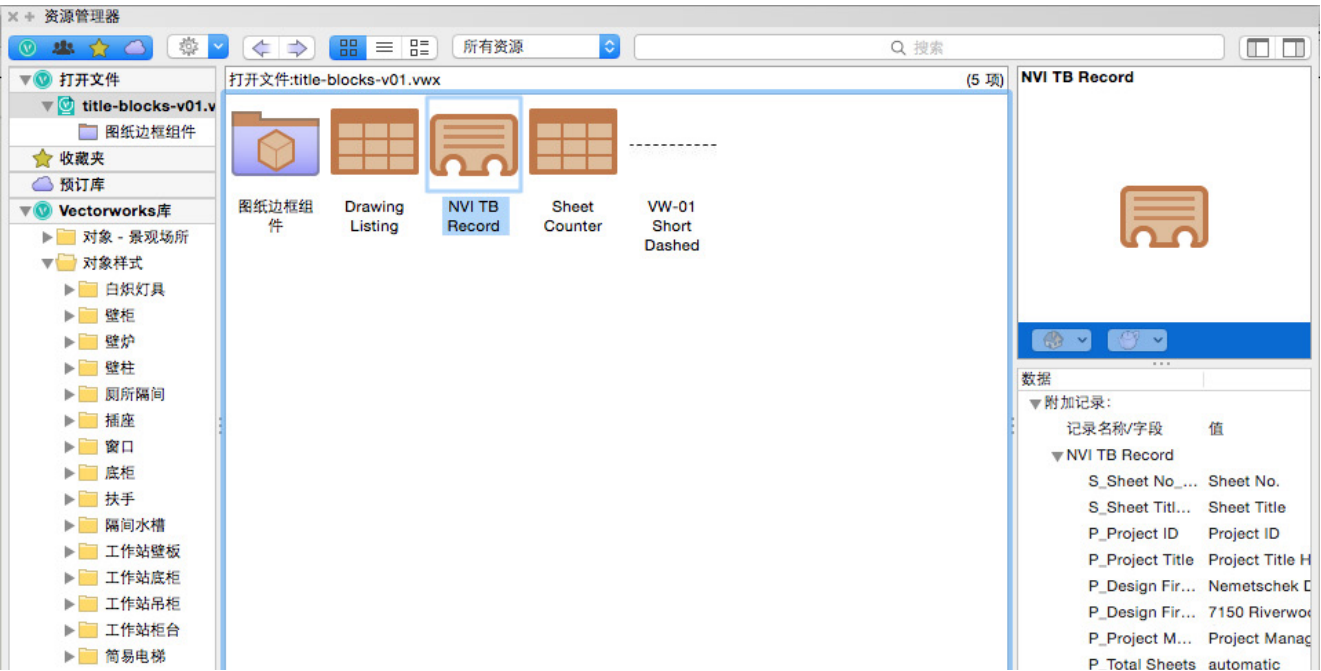 资源管理器
所有资源
搜索
打开文件
title-blocks-v01.v
图纸边框组件
收藏夹
预订库
Vectorworks库
对象 - 景观场所
对象样式
白炽灯具
壁柜
壁炉
壁柱
厕所隔间
插座
窗口
底柜
扶手
隔间水槽
工作站壁板
工作站底柜
工作站吊柜
工作站柜台
简易电梯
打开文件:title-blocks-v01.vwx (5 项)
图纸边框组
件
Drawing
Listing
NVI TB
Record
Sheet
Counter
VW-01
Short
Dashed
NVI TB Record
数据
附加记录:
记录名称/字段 值
NVI TB Record
S_Sheet No_... Sheet No.
S_Sheet Titl... Sheet Title
P_Project ID Project ID
P_Project Title Project Title H
P_Design Fir... Nemetschek D
P_Design Fir... 7150 Riverwoo
P_Project M... Project Manag
P_Total Sheets automatic